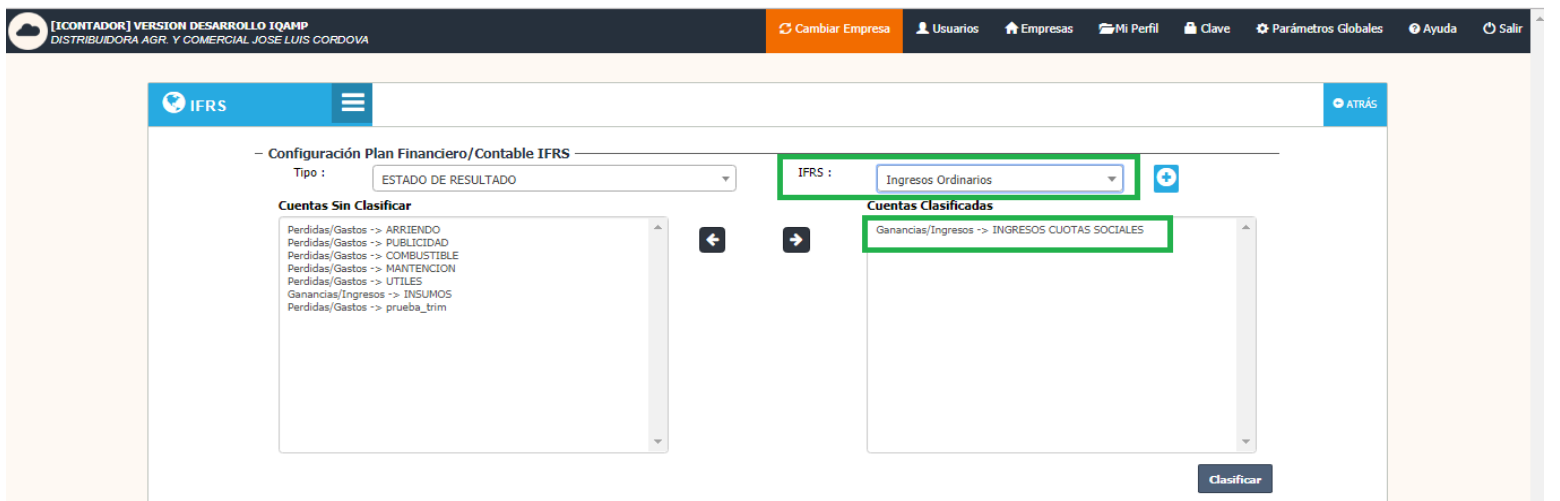 [ICONTADOR] VERSION DESARROLLO IQAMP
DISTRIBUIDORA AGR. Y COMERCIAL JOSE LUIS CORDOVA
Cambiar Empresa Usuarios Empresas Mi Perfil Clave Parámetros Globales Ayuda Salir
IFRS
ATRÁS
Configuración Plan Financiero/Contable IFRS
Tipo : ESTADO DE RESULTADO
IFRS : Ingresos Ordinarios
Cuentas Sin Clasificar
Perdidas/Gastos -> ARRIENDO
Perdidas/Gastos -> PUBLICIDAD
Perdidas/Gastos -> COMBUSTIBLE
Perdidas/Gastos -> MANTENCION
Perdidas/Gastos -> UTILES
Ganancias/Ingresos -> INSUMOS
Perdidas/Gastos -> prueba_trim
Cuentas Clasificadas
Ganancias/Ingresos -> INGRESOS CUOTAS SOCIALES
Clasificar